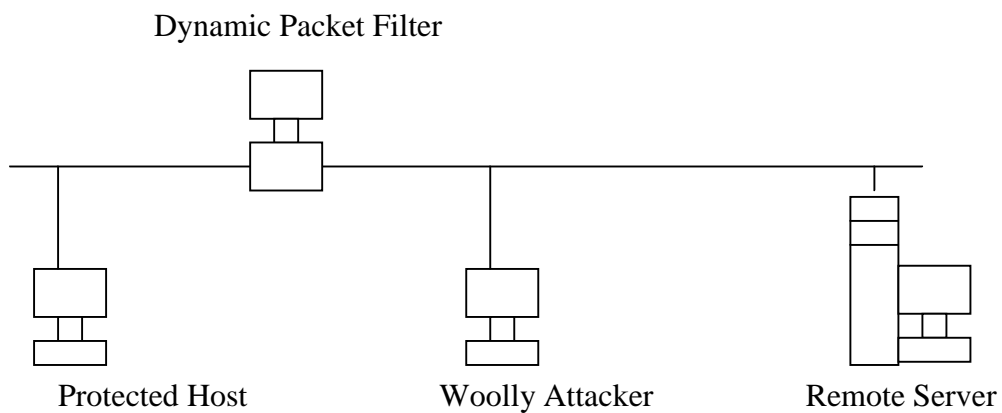 Dynamic Packet Filter
Protected Host
Woolly Attacker
Remote Server